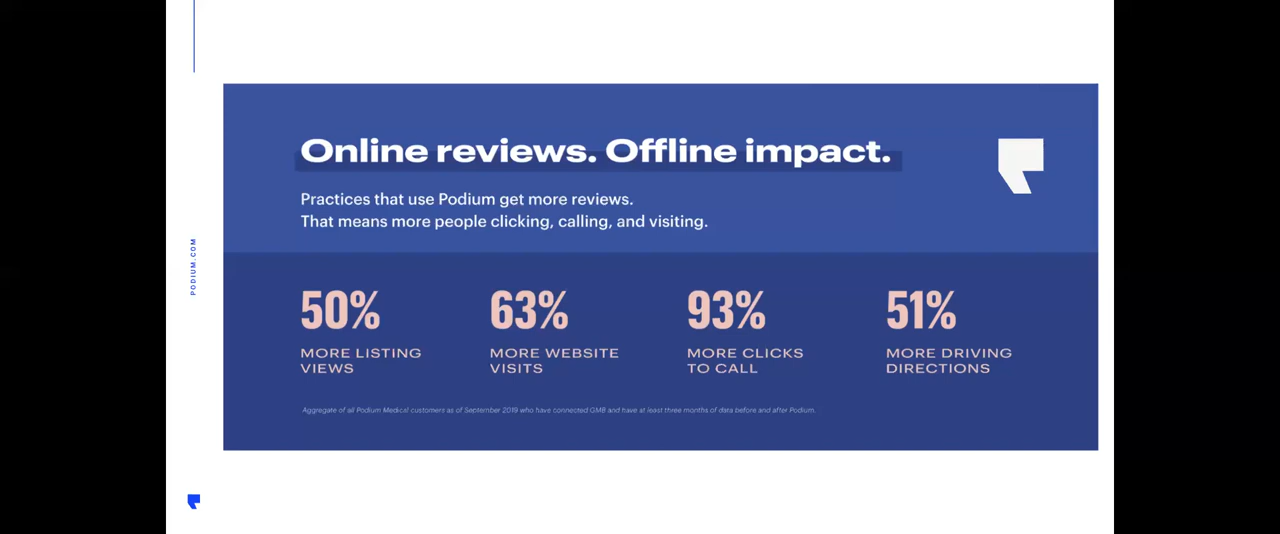 Online reviews. Offline impact.
Practices that use Podium get more reviews.
That means more people clicking, calling, and visiting.
PODIUM.COM
50%
MORE LISTING
VIEWS
63%
MORE WEBSITE
VISITS
93%
MORE CLICKS
TO CALL
51%
MORE DRIVING
DIRECTIONS
Aggregate of all Podium Medical customers as of September 2019 who have connected GMB and have at least three months of data before and after Podium.